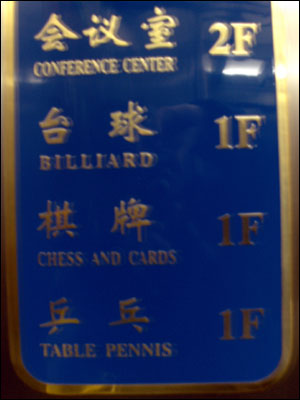 会议室 2F
CONFERENCE CENTER
台球 1F
BILLIARD
棋牌 1F
CHESS AND CARDS
乒乓 1F
TABLE PENNIS